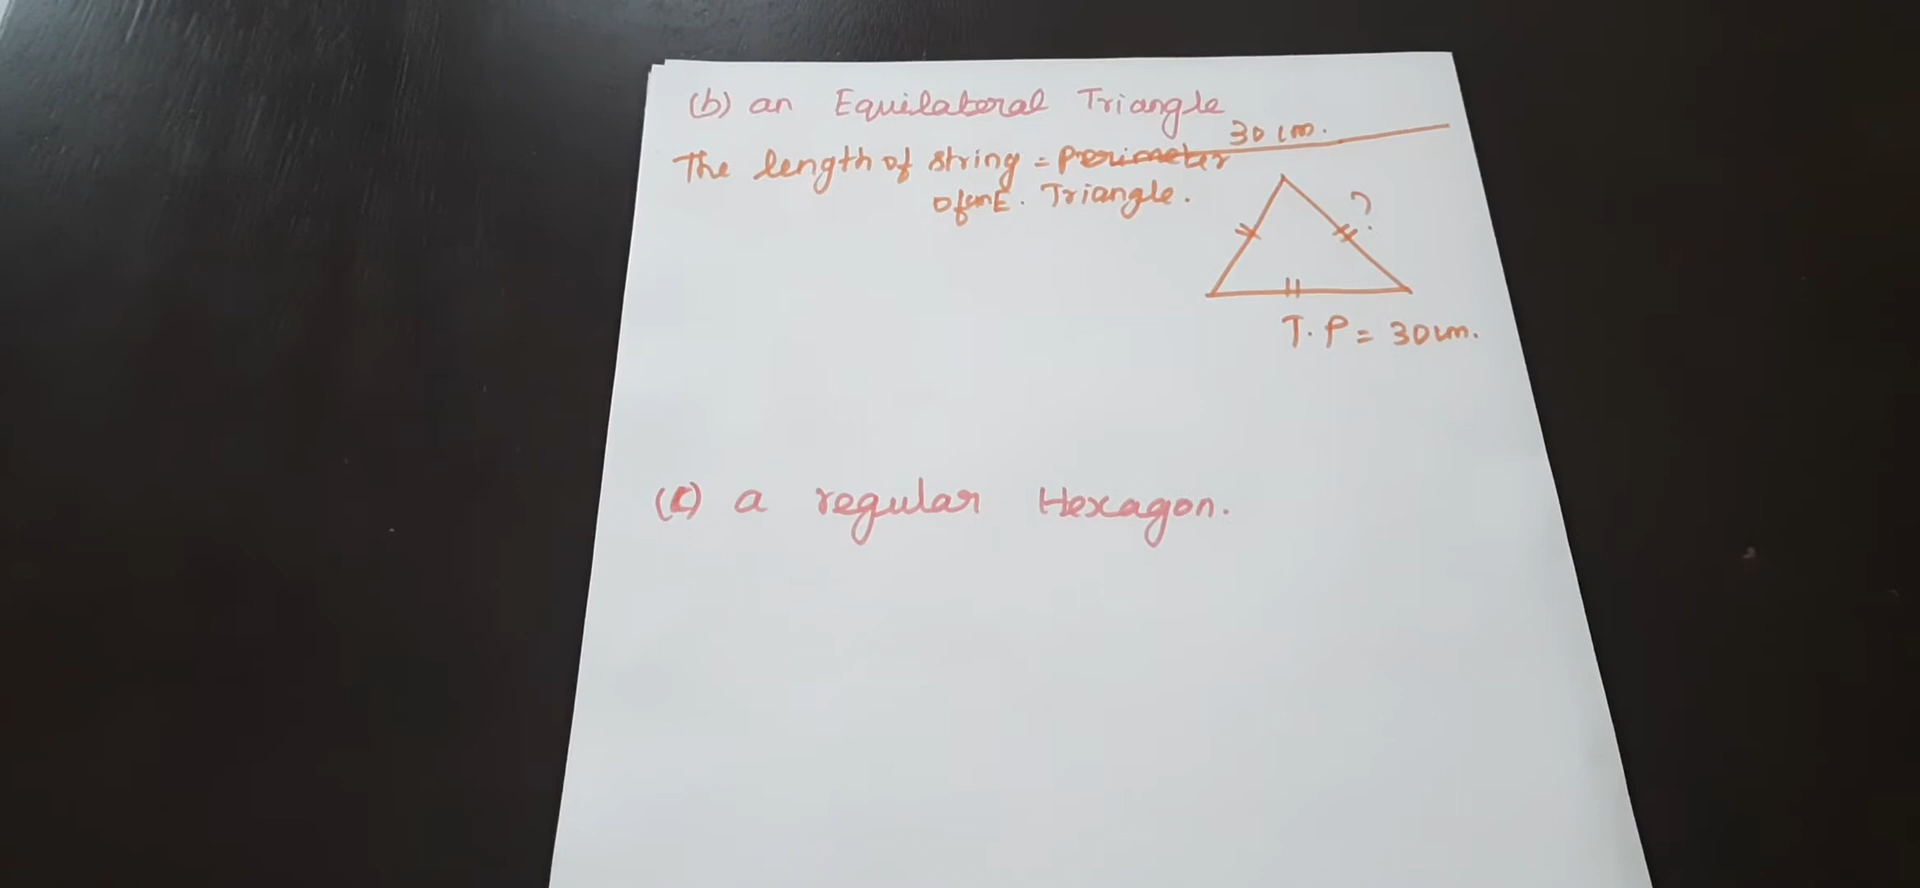 (b) an Equilateral Triangle
30 cm.
The length of string = Perimeter
of an E. Triangle.
?
T. P = 30 cm.
(c) a regular Hexagon.